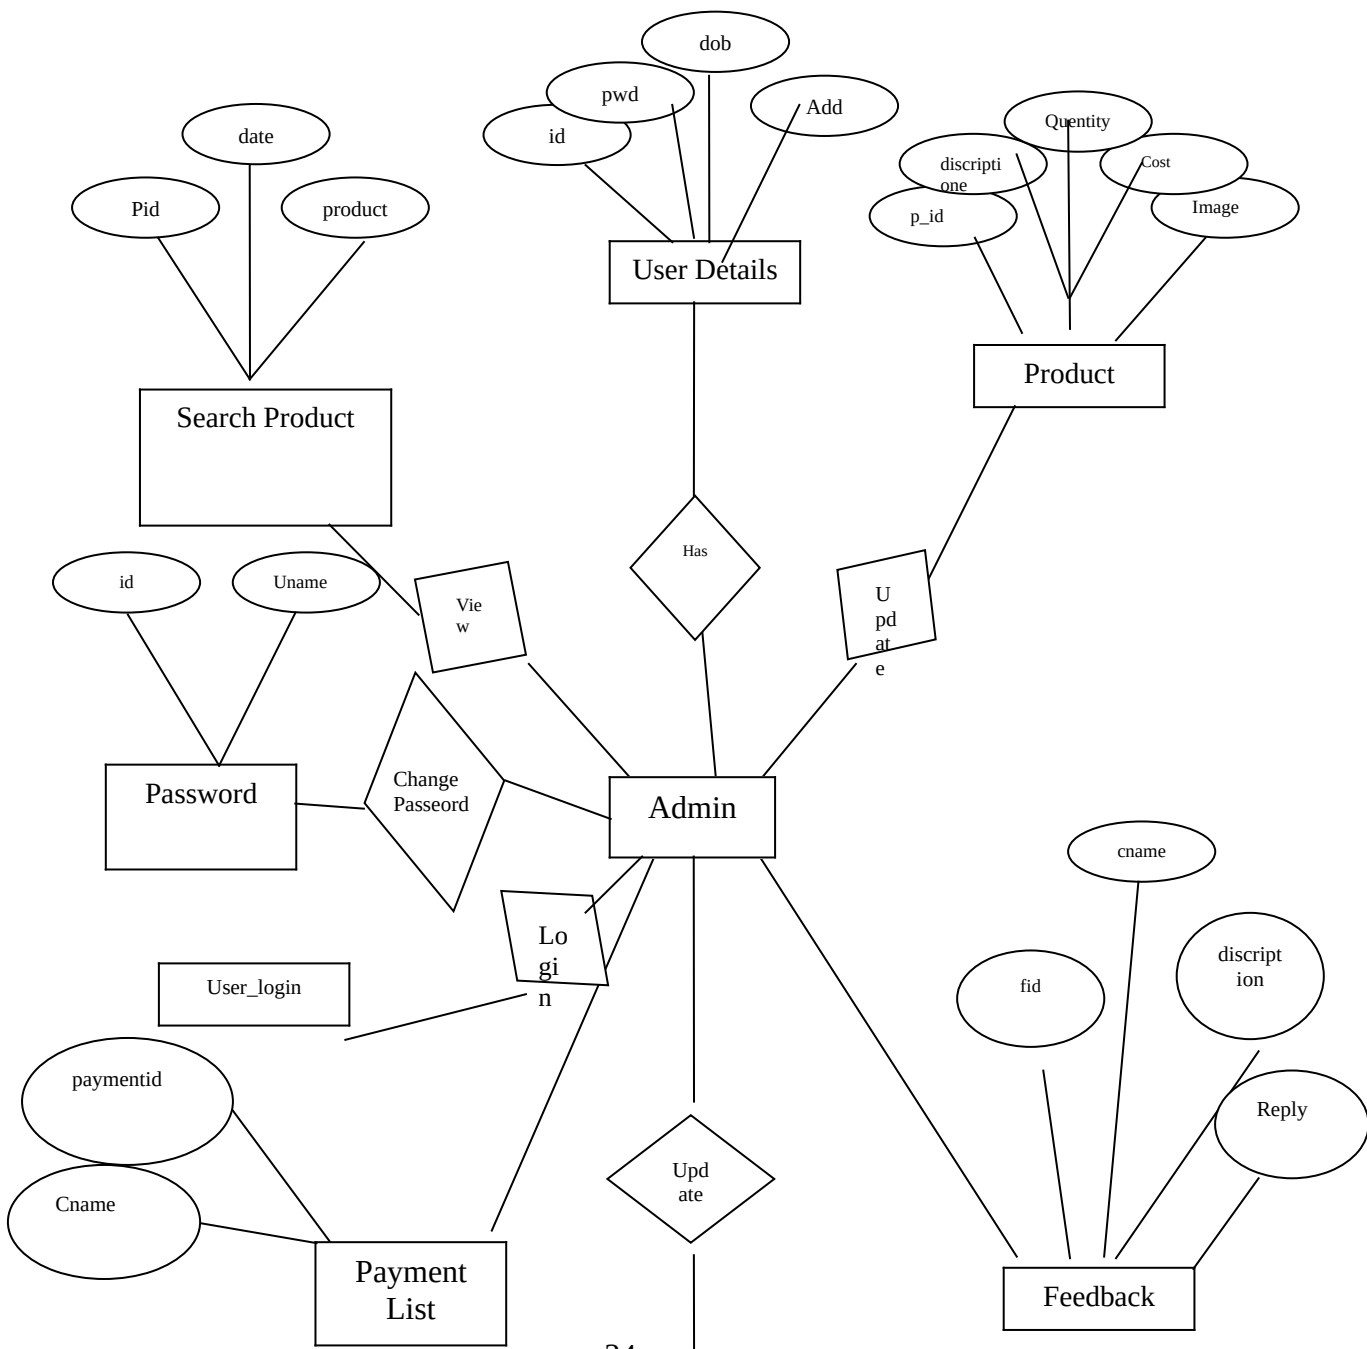 dob
pwd
Add
id
date
Pid
product
Quentity
discripti
one
Cost
p_id
Image
User Details
Product
Search Product
Has
id
Uname
Vie
w
U
pd
at
e
Password
Change
Passeord
Admin
cname
Lo
gi
n
User_login
fid
discript
ion
paymentid
Reply
Cname
Upd
ate
Payment
List
Feedback